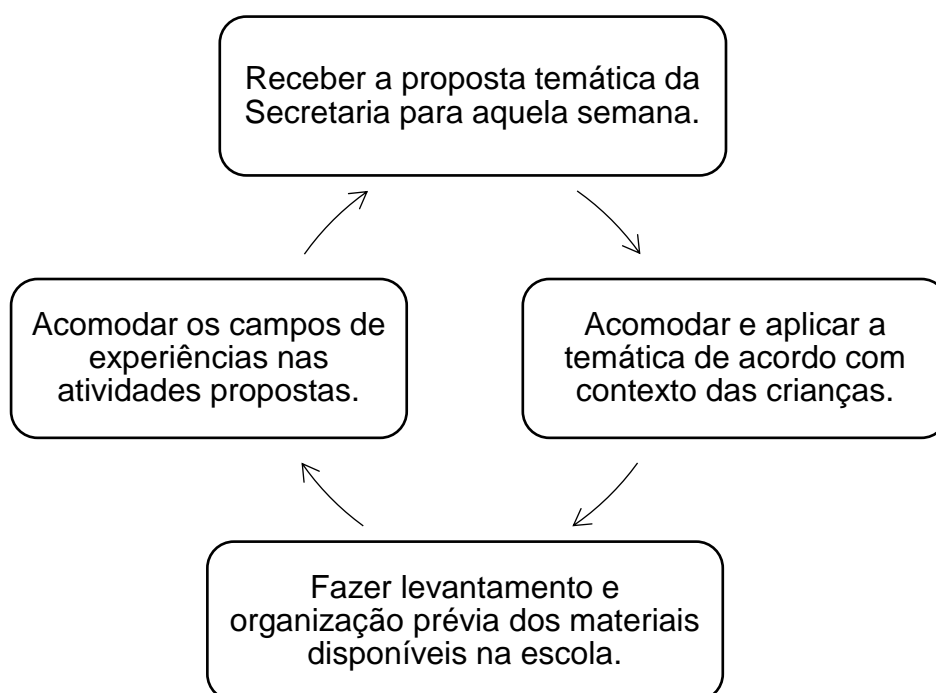 Receber a proposta temática da
Secretaria para aquela semana.
Acomodar e aplicar a
temática de acordo com
contexto das crianças.
Fazer levantamento e
organização prévia dos materiais
disponíveis na escola.
Acomodar os campos de
experiências nas
atividades propostas.